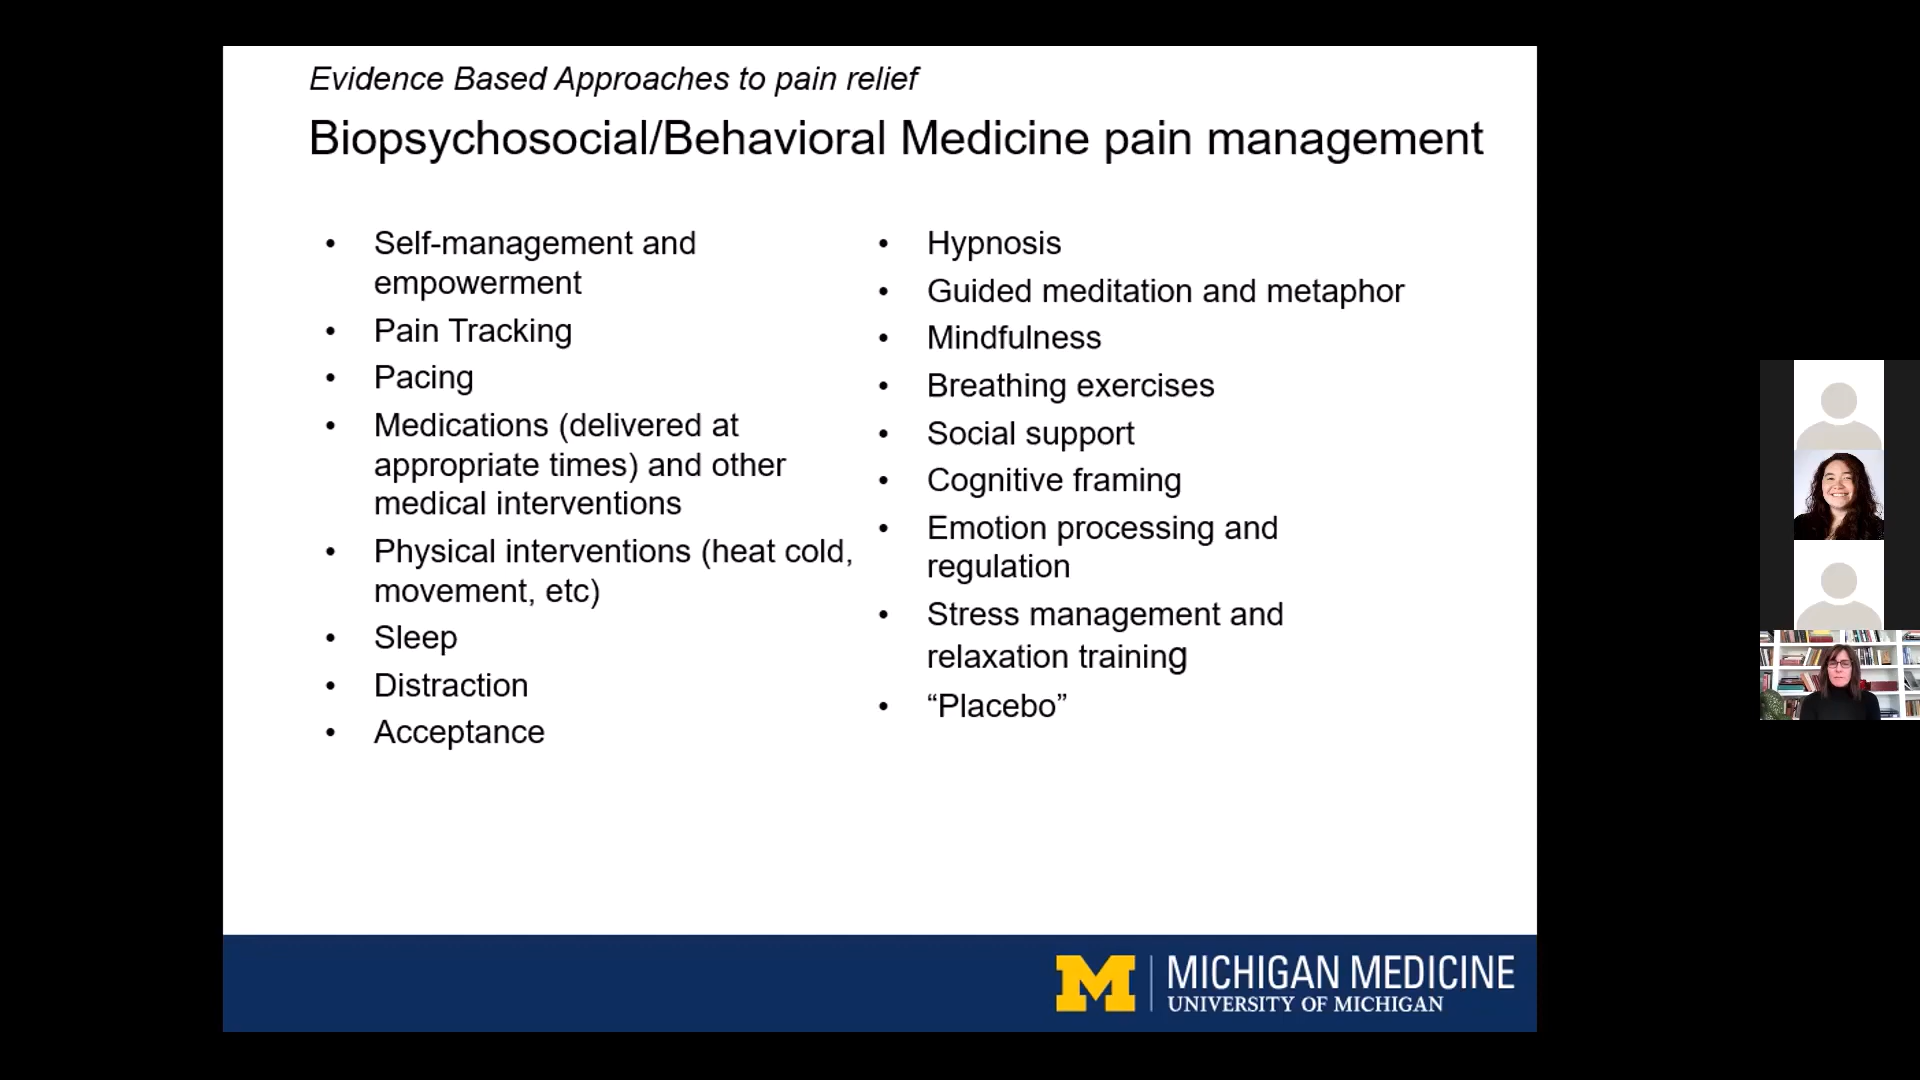 Evidence Based Approaches to pain relief
Biopsychosocial/Behavioral Medicine pain management
• Self-management and
empowerment
• Pain Tracking
• Pacing
• Medications (delivered at
appropriate times) and other
medical interventions
• Physical interventions (heat cold,
movement, etc)
• Sleep
• Distraction
• Acceptance
• Hypnosis
• Guided meditation and metaphor
• Mindfulness
• Breathing exercises
• Social support
• Cognitive framing
• Emotion processing and
regulation
• Stress management and
relaxation training
• “Placebo”
M | MICHIGAN MEDICINE
UNIVERSITY OF MICHIGAN